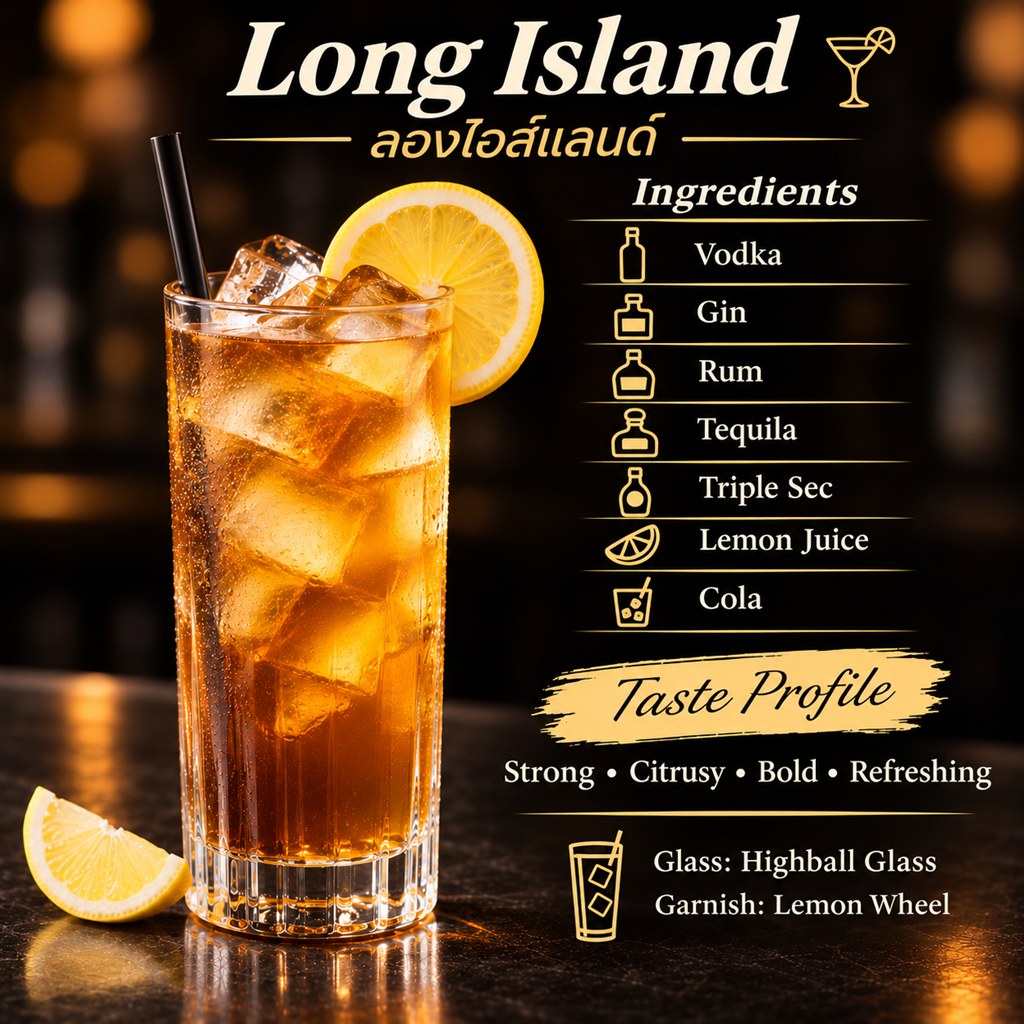 Long Island
ลองไอส์แลนด์
Ingredients
Vodka
Gin
Rum
Tequila
Triple Sec
Lemon Juice
Cola
Taste Profile
Strong • Citrusy • Bold • Refreshing
Glass: Highball Glass
Garnish: Lemon Wheel